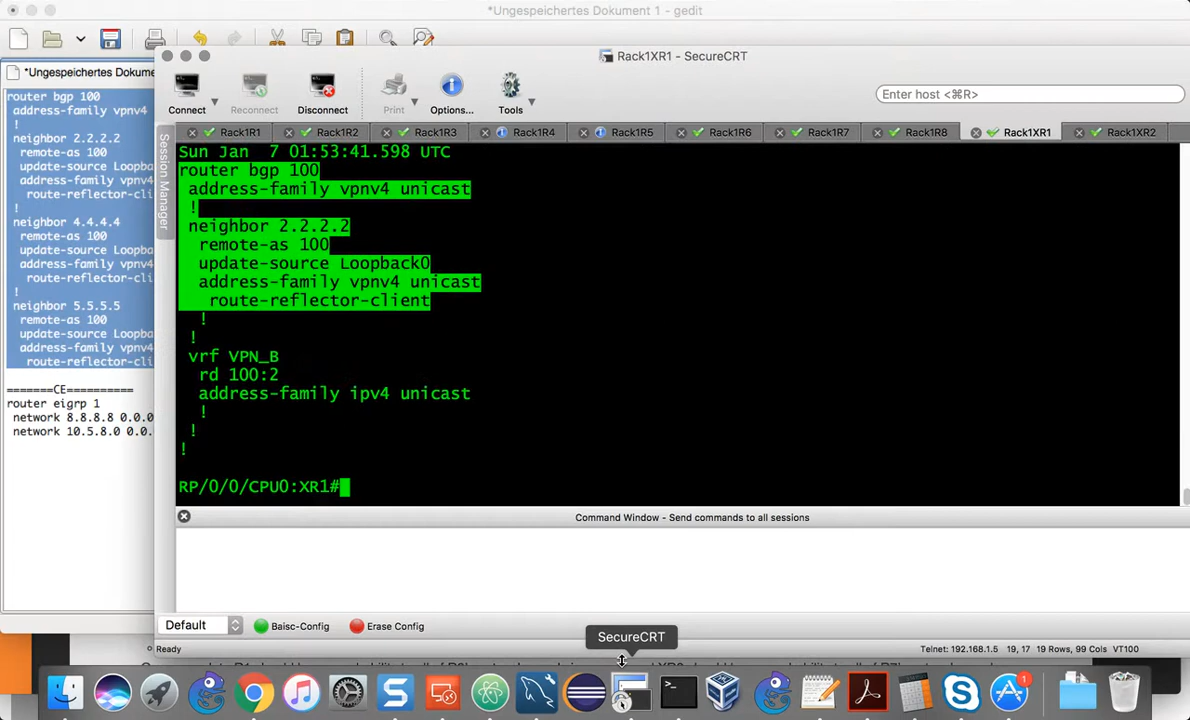 *Ungespeichertes Dokument 1 - gedit
*Ungespeichertes Dokume
router bgp 100
address-family vpnv4
!
neighbor 2.2.2.2
remote-as 100
update-source Loopba
address-family vpnv4
route-reflector-cli
!
neighbor 4.4.4.4
remote-as 100
update-source Loopba
address-family vpnv4
route-reflector-cli
!
neighbor 5.5.5.5
remote-as 100
update-source Loopba
address-family vpnv4
route-reflector-cli
=======CE==========
router eigrp 1
network 8.8.8.8 0.0.0
network 10.5.8.0 0.0.
Rack1XR1 - SecureCRT
Connect Reconnect Disconnect Print Options... Tools
Enter host <⌘R>
Session Manager
Rack1R1 Rack1R2 Rack1R3 Rack1R4 Rack1R5 Rack1R6 Rack1R7 Rack1R8 Rack1XR1 Rack1XR2
Sun Jan  7 01:53:41.598 UTC
router bgp 100
address-family vpnv4 unicast
!
neighbor 2.2.2.2
remote-as 100
update-source Loopback0
address-family vpnv4 unicast
route-reflector-client
!
!
vrf VPN_B
rd 100:2
address-family ipv4 unicast
!
!
!
RP/0/0/CPU0:XR1#
Command Window - Send commands to all sessions
Default Baisc-Config Erase Config
SecureCRT
Ready Telnet: 192.168.1.5 19, 17 19 Rows, 99 Cols VT100
1